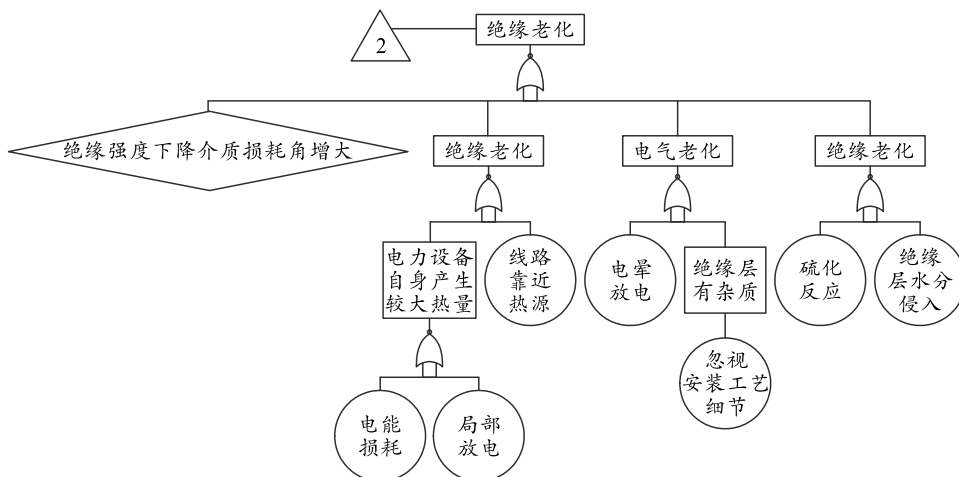 绝缘老化
2
绝缘强度下降介质损耗角增大
绝缘老化
电气老化
绝缘老化
电力设备
自身产生
较大热量
线路
靠近
热源
电晕
放电
绝缘层
有杂质
硫化
反应
绝缘
层水分
侵入
忽视
安装工艺
细节
电能
损耗
局部
放电